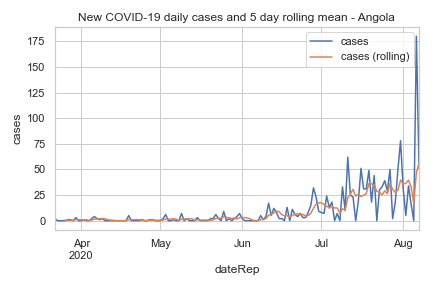 New COVID-19 daily cases and 5 day rolling mean - Angola
cases
cases (rolling)
cases
175
150
125
100
75
50
25
0
Apr
2020
May
Jun
Jul
Aug
dateRep